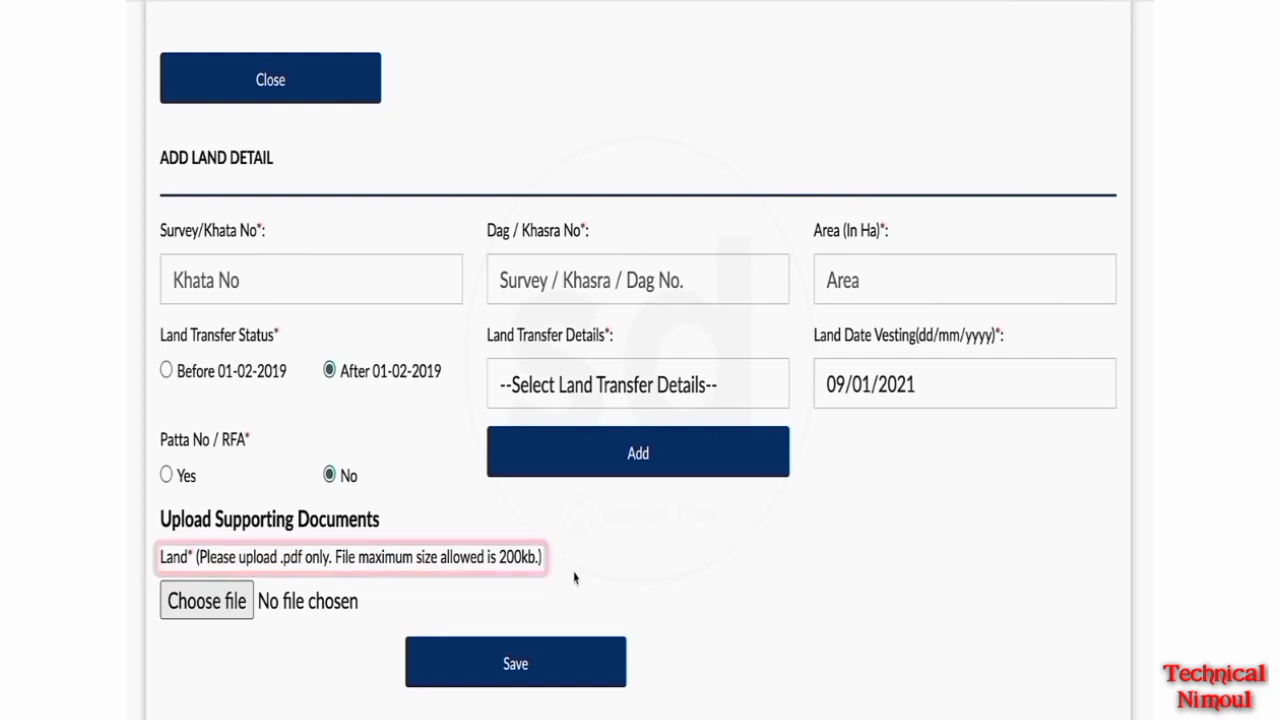 Close
ADD LAND DETAIL
Survey/Khata No*: Dag / Khasra No*: Area (In Ha)*:
Khata No Survey / Khasra / Dag No. Area
Land Transfer Status* Land Transfer Details*: Land Date Vesting(dd/mm/yyyy)*:
Before 01-02-2019 After 01-02-2019 --Select Land Transfer Details-- 09/01/2021
Patta No / RFA*
Add
Yes No
Upload Supporting Documents
Land* (Please upload .pdf only. File maximum size allowed is 200kb.)
Choose file No file chosen
Save
Technical
Nimoul
sd